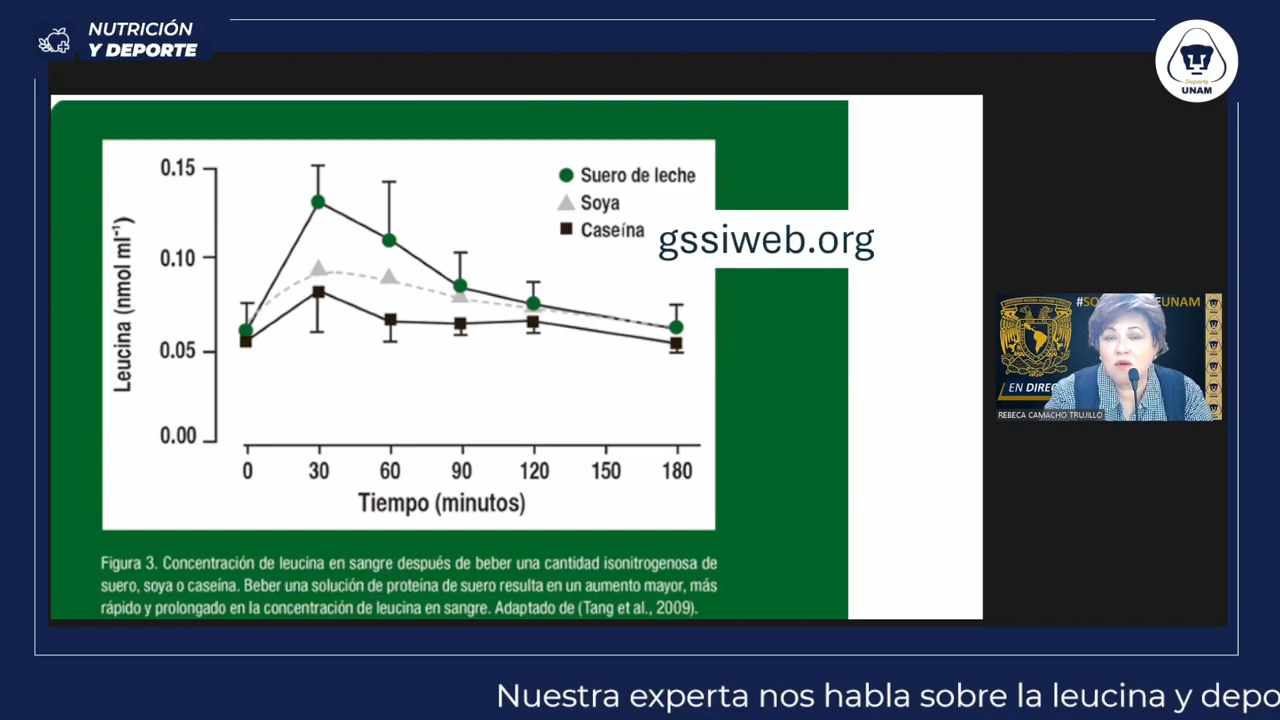 NUTRICIÓN
Y DEPORTE
Deporte
UNAM
0.15
0.10
0.05
0.00
Leucina (nmol ml⁻¹)
Suero de leche
Soya
Caseína
gssiweb.org
0 30 60 90 120 150 180
Tiempo (minutos)
Figura 3. Concentración de leucina en sangre después de beber una cantidad isonitrogenosa de
suero, soya o caseína. Beber una solución de proteina de suero resulta en un aumento mayor, más
rápido y prolongado en la concentración de leucina en sangre. Adaptado de (Tang et al., 2009).
EN DIREC
REBECA CAMACHO TRUJILLO
Nuestra experta nos habla sobre la leucina y depo